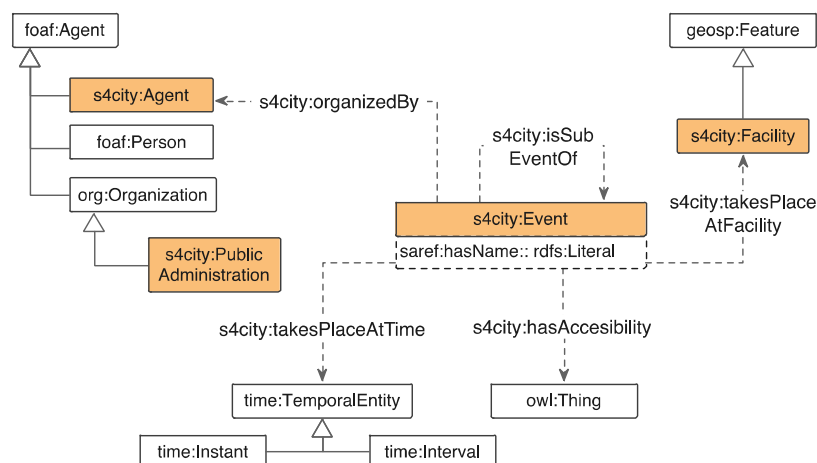 foaf:Agent
geosp:Feature
s4city:Agent
s4city:organizedBy
foaf:Person
s4city:isSub
EventOf
s4city:Facility
org:Organization
s4city:takesPlace
AtFacility
s4city:Event
s4city:Public
Administration
saref:hasName:: rdfs:Literal
s4city:takesPlaceAtTime
s4city:hasAccesibility
time:TemporalEntity
owl:Thing
time:Instant
time:Interval